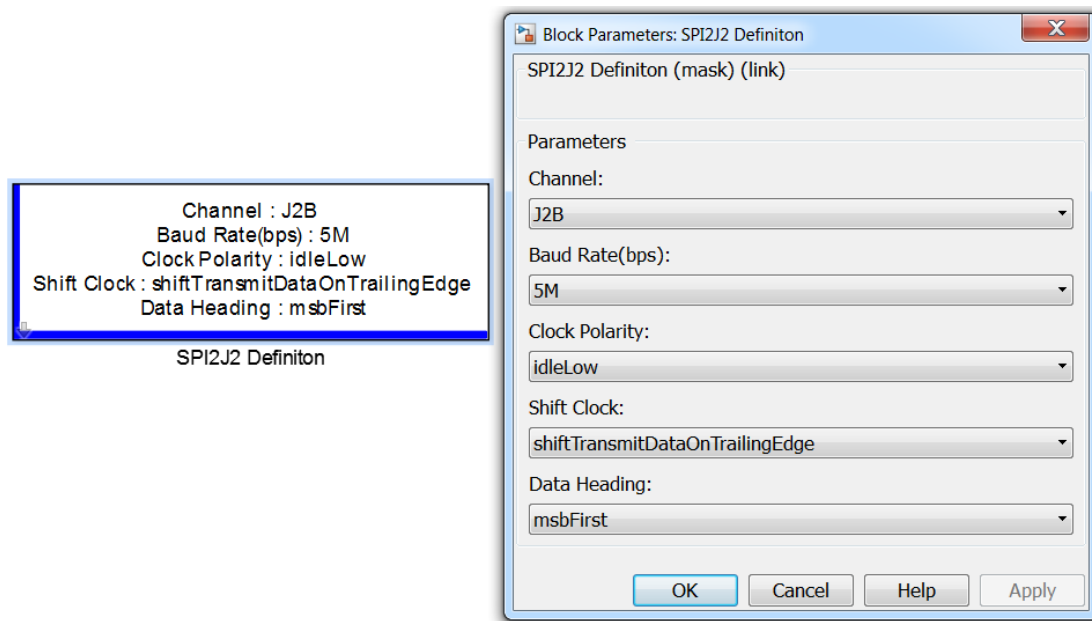 Channel : J2B
Baud Rate(bps) : 5M
Clock Polarity : idleLow
Shift Clock : shiftTransmitDataOnTrailingEdge
Data Heading : msbFirst
SPI2J2 Definiton
Block Parameters: SPI2J2 Definiton
SPI2J2 Definiton (mask) (link)
Parameters
Channel:
J2B
Baud Rate(bps):
5M
Clock Polarity:
idleLow
Shift Clock:
shiftTransmitDataOnTrailingEdge
Data Heading:
msbFirst
OK Cancel Help Apply